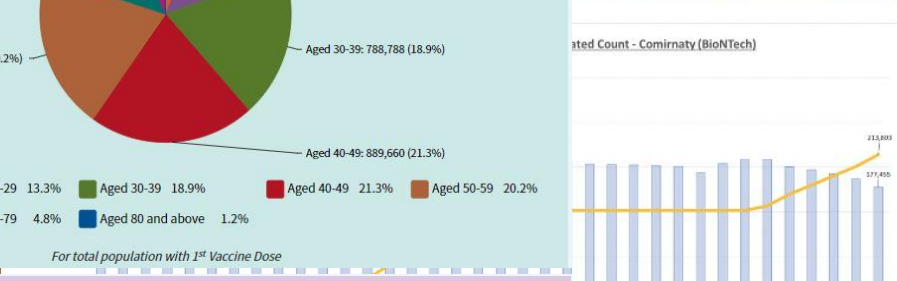 Aged 30-39: 788,788 (18.9%)
.2%)
Aged 40-49: 889,660 (21.3%)
-29 13.3% Aged 30-39 18.9% Aged 40-49 21.3% Aged 50-59 20.2%
-79 4.8% Aged 80 and above 1.2%
For total population with 1st Vaccine Dose
ated Count - Comirnaty (BioNTech)
177,455